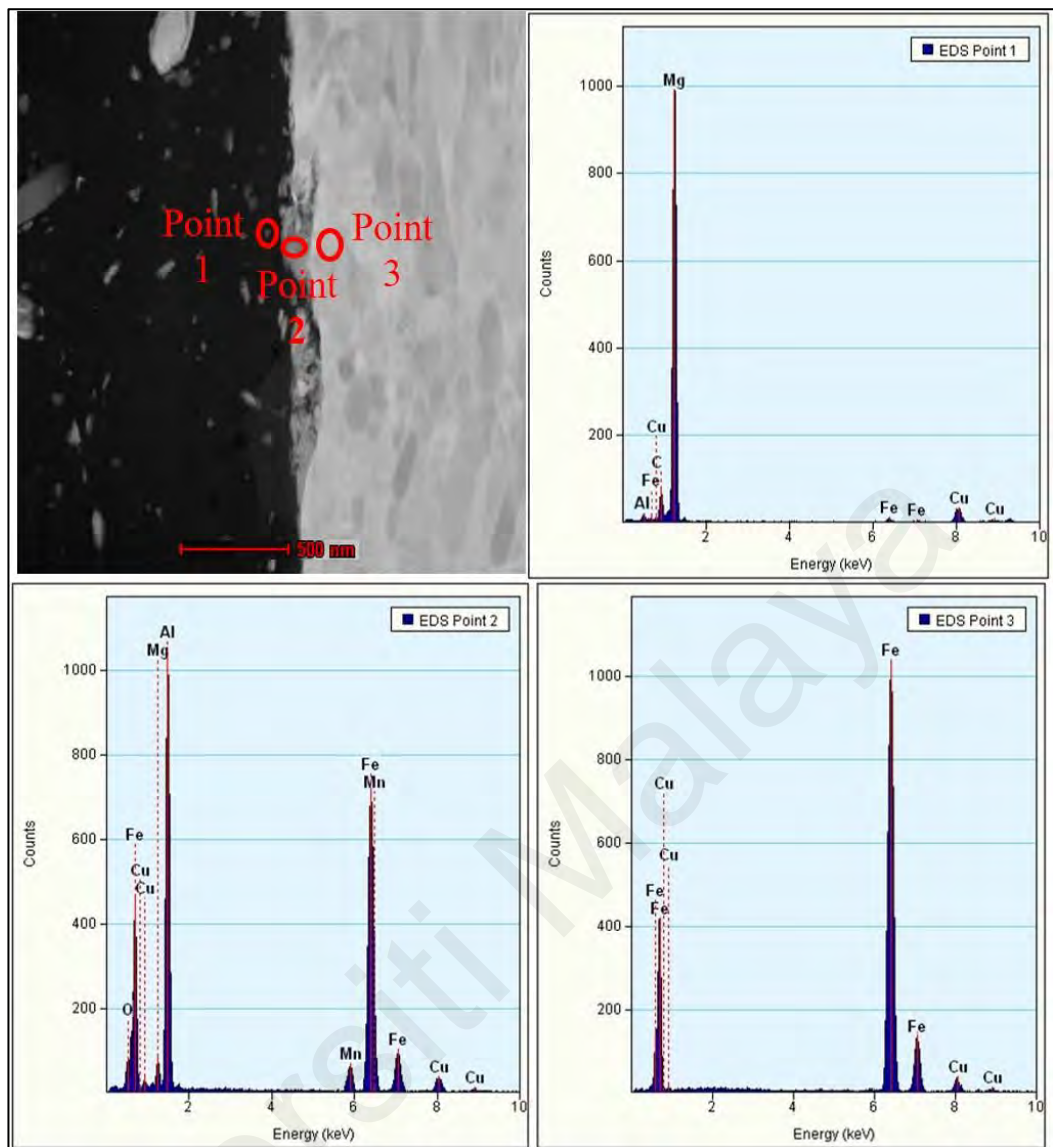 Point
1
Point
2
Point
3
500 nm
EDS Point 1
Counts
1000
800
600
400
200
Mg
Cu
C
Fe
Al
Fe
Fe
Cu
Cu
2
4
6
8
10
Energy (keV)
EDS Point 2
Counts
1000
800
600
400
200
Al
Mg
Fe
Cu
Cu
O
Fe
Mn
Mn
Fe
Cu
Cu
2
4
6
8
10
Energy (keV)
EDS Point 3
Counts
1000
800
600
400
200
Fe
Cu
Cu
Fe
Fe
Fe
Cu
Cu
2
4
6
8
10
Energy (keV)
ersiti Malaya